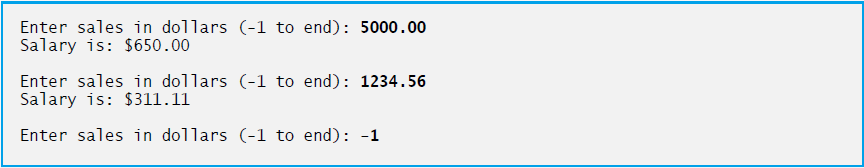 Enter sales in dollars (-1 to end): 5000.00
Salary is: $650.00
Enter sales in dollars (-1 to end): 1234.56
Salary is: $311.11
Enter sales in dollars (-1 to end): -1